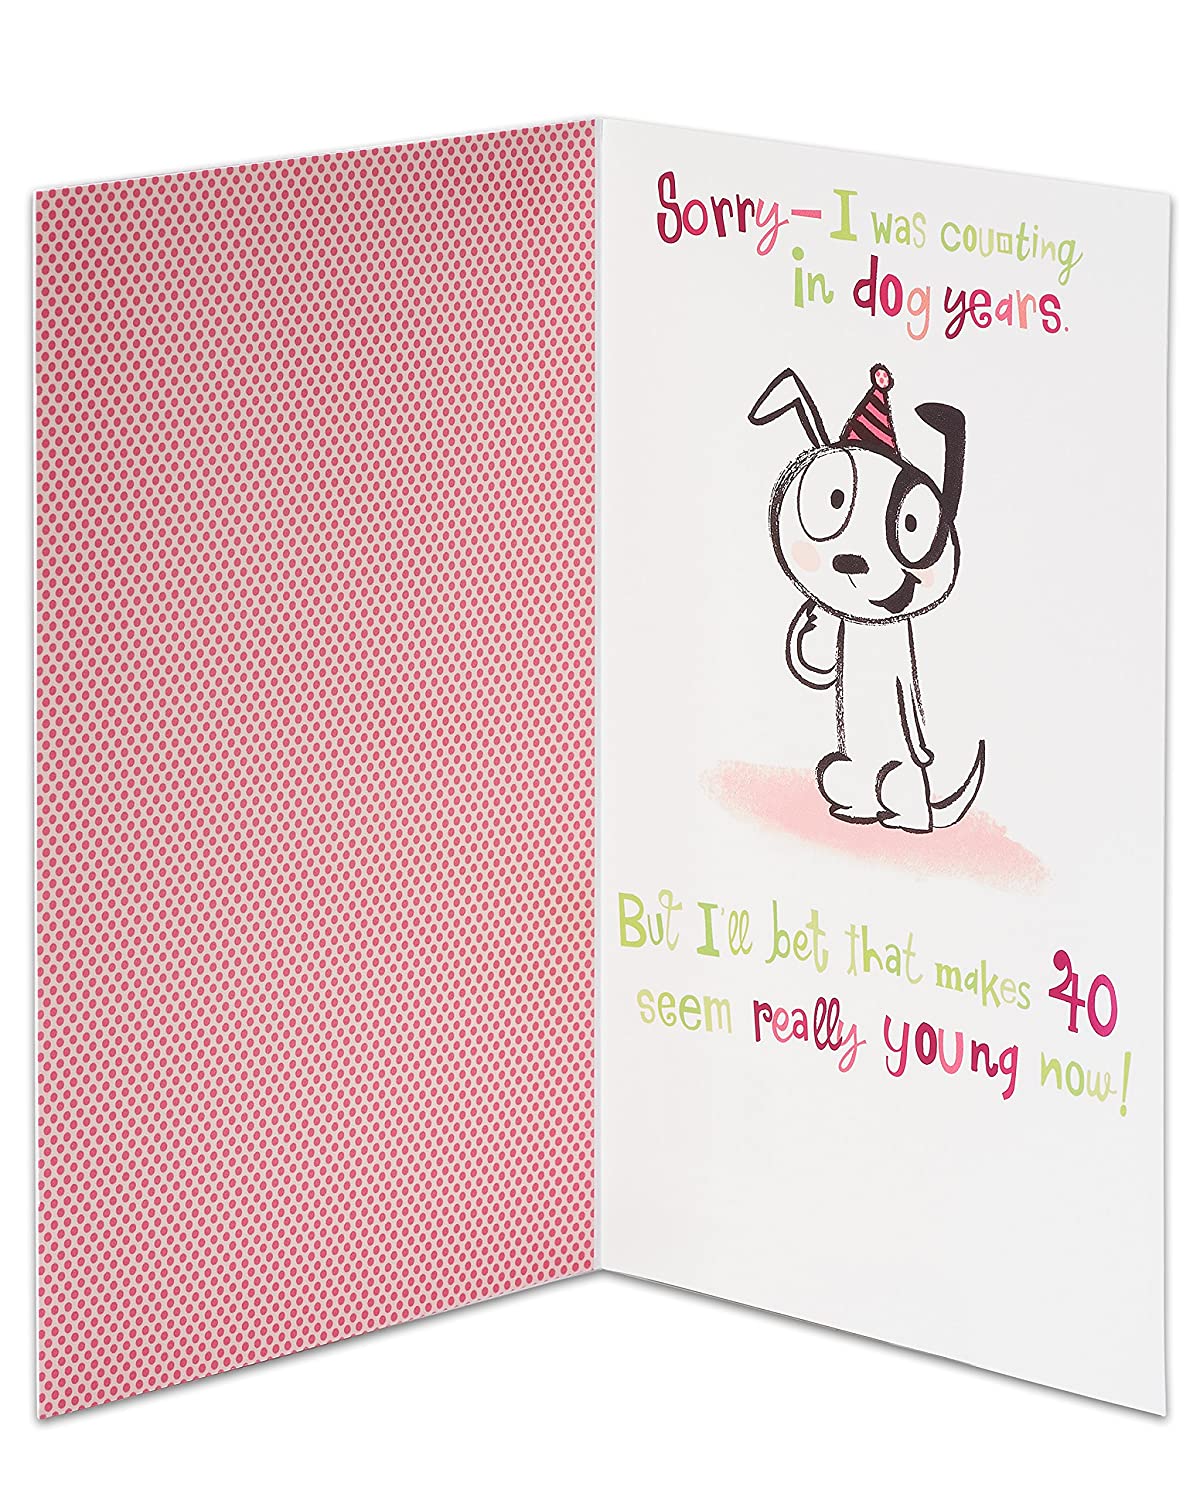 Sorry – I was counting
in dog years.
But I'll bet that makes 40
seem really young now!